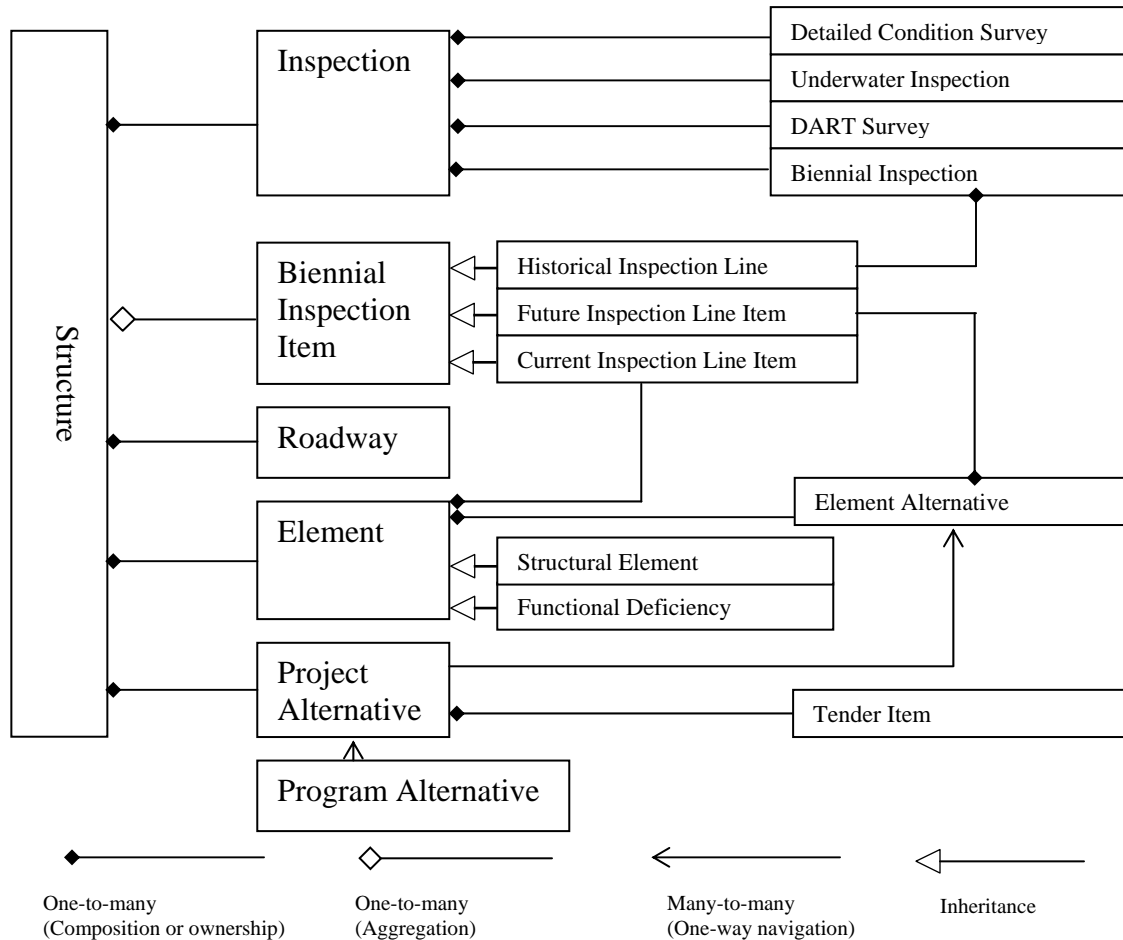 Structure
Inspection
Detailed Condition Survey
Underwater Inspection
DART Survey
Biennial Inspection
Biennial
Inspection
Item
Historical Inspection Line
Future Inspection Line Item
Current Inspection Line Item
Roadway
Element
Element Alternative
Structural Element
Functional Deficiency
Project
Alternative
Tender Item
Program Alternative
One-to-many
(Composition or ownership)
One-to-many
(Aggregation)
Many-to-many
(One-way navigation)
Inheritance